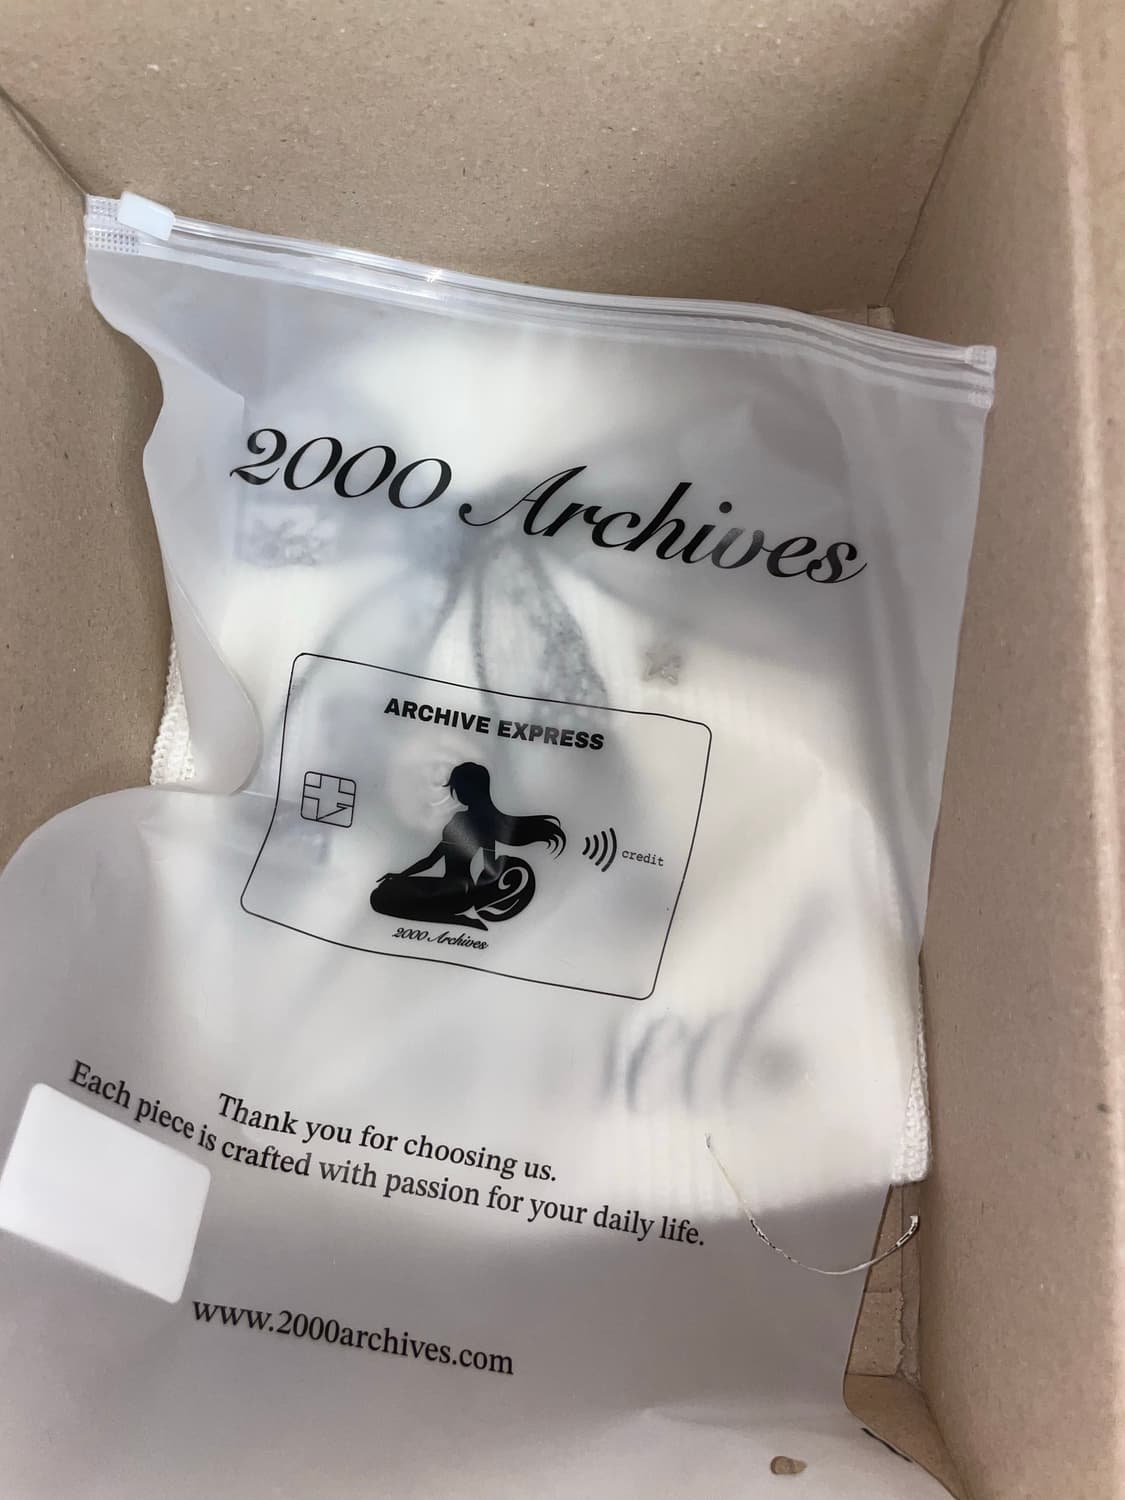 2000 Archives
ARCHIVE EXPRESS
credit
2
2000 Archives
Thank you for choosing us.
Each piece is crafted with passion for your daily life.
www.2000archives.com